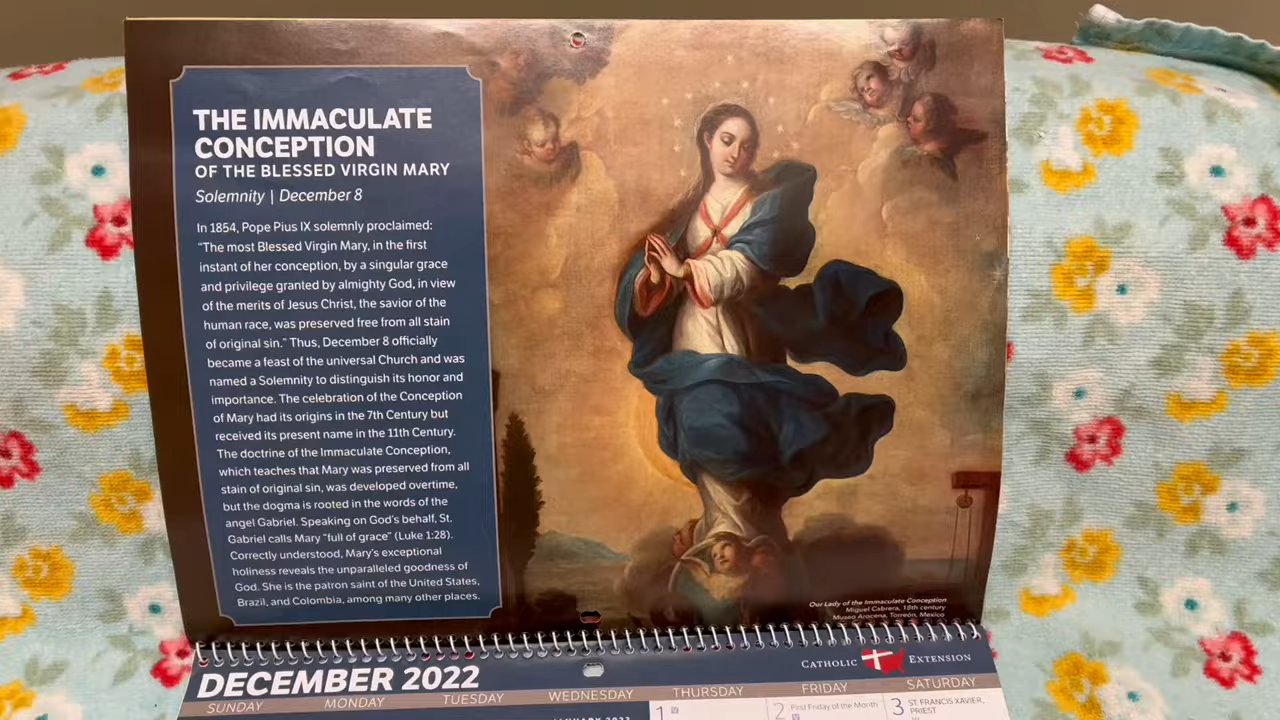 THE IMMACULATE
CONCEPTION
OF THE BLESSED VIRGIN MARY
Solemnity | December 8
In 1854, Pope Pius IX solemnly proclaimed:
“The most Blessed Virgin Mary, in the first
instant of her conception, by a singular grace
and privilege granted by almighty God, in view
of the merits of Jesus Christ, the savior of the
human race, was preserved free from all stain
of original sin.” Thus, December 8 officially
became a feast of the universal Church and was
named a Solemnity to distinguish its honor and
importance. The celebration of the Conception
of Mary had its origins in the 7th Century but
received its present name in the 11th Century.
The doctrine of the Immaculate Conception,
which teaches that Mary was preserved from all
stain of original sin, was developed overtime,
but the dogma is rooted in the words of the
angel Gabriel. Speaking on God’s behalf, St.
Gabriel calls Mary “full of grace” (Luke 1:28).
Correctly understood, Mary’s exceptional
holiness reveals the unparalleled goodness of
God. She is the patron saint of the United States,
Brazil, and Colombia, among many other places.
Our Lady of the Immaculate Conception
Miguel Cabrera, 18th century
Museo Arocena, Torreón, Mexico
DECEMBER 2022
CATHOLIC EXTENSION
SUNDAY MONDAY TUESDAY WEDNESDAY THURSDAY FRIDAY SATURDAY
1
2 First Friday of the Month
3 ST. FRANCIS XAVIER,
PRIEST